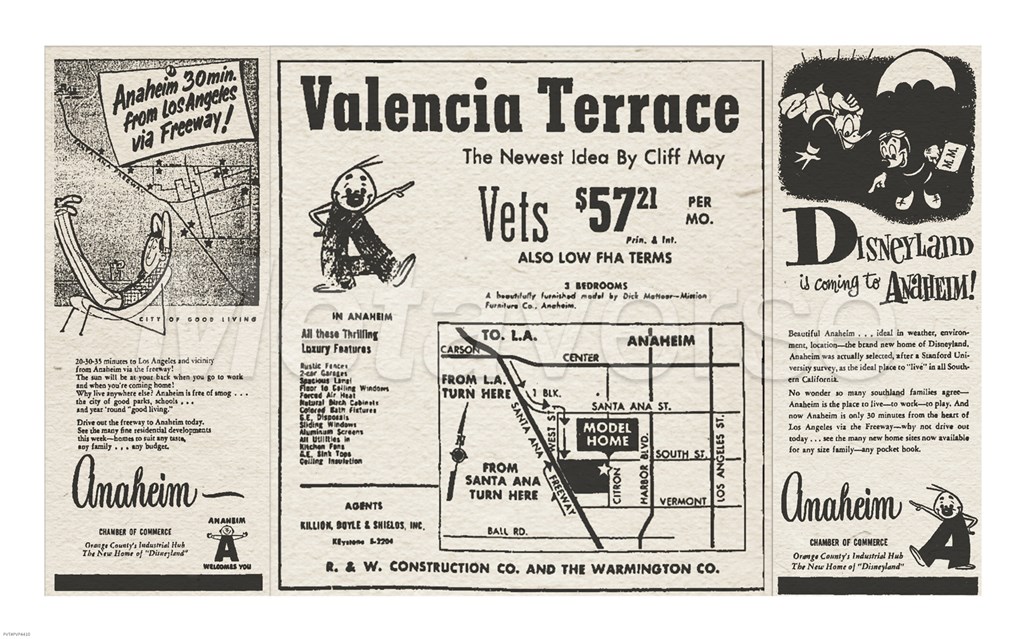 Anaheim 30 min.
from Los Angeles
via Freeway!
CITY OF GOOD LIVING
20-30-35 minutes to Los Angeles and vicinity
from Anaheim via the freeway!
The sun will be at your back when you go to work
and when you're coming home!
Why live anywhere else? Anaheim is free of smog . . .
the city of good parks, schools . . .
and year 'round "good living."
Drive out the freeway to Anaheim today.
See the many fine residential developments
this week—homes to suit any taste,
any family . . . any budget.
Anaheim
CHAMBER OF COMMERCE
Orange County's Industrial Hub
The New Home of "Disneyland"
ANAHEIM
A
WELCOMES YOU
Valencia Terrace
The Newest Idea By Cliff May
Vets $57 21 PER
MO.
Prin. & Int.
ALSO LOW FHA TERMS
3 BEDROOMS
A beautifully furnished model by Dick
Furniture Co., Anaheim.
IN ANAHEIM
All these Thrilling
Luxury Features
Rustic Fences
2-car Garages
Spacious Lanai
Floor to Ceiling Windows
Forced Air Heat
Natural Birch Cabinets
Colored Bath Fixtures
G.E. Disposals
Sliding Windows
Aluminum Screens
All Utilities in
Kitchen Fans
G.E. Sink Tops
Ceiling Insulation
AGENTS
KILLION, DOYLE & SHIELDS, INC.
Keystone 5-2204
TO L.A.
ANAHEIM
CARSON
CENTER
FROM L.A.
TURN HERE
1 BLK.
SANTA ANA ST.
WEST ST.
MODEL
HOME
SANTA ANA FREEWAY
SOUTH ST.
CITRON
HARBOR BLVD.
LOS ANGELES ST.
FROM
SANTA ANA
TURN HERE
VERMONT
BALL RD.
R. & W. CONSTRUCTION CO. AND THE WARMINGTON CO.
M.M.
DISNEYLAND
is coming to ANAHEIM!
Beautiful Anaheim . . . ideal in weather, environ-
ment, location—the brand new home of Disneyland,
Anaheim was actually selected, after a Stanford Uni-
versity survey, as the ideal place to "live" in all South-
ern California.
No wonder so many southland families agree—
Anaheim is the place to live—to work—to play. And
now Anaheim is only 30 minutes from the heart of
Los Angeles via the Freeway—why not drive out
today . . . see the many new home sites now available
for any size family—any pocket book.
Anaheim
CHAMBER OF COMMERCE
Orange County's Industrial Hub
The New Home of "Disneyland"
A